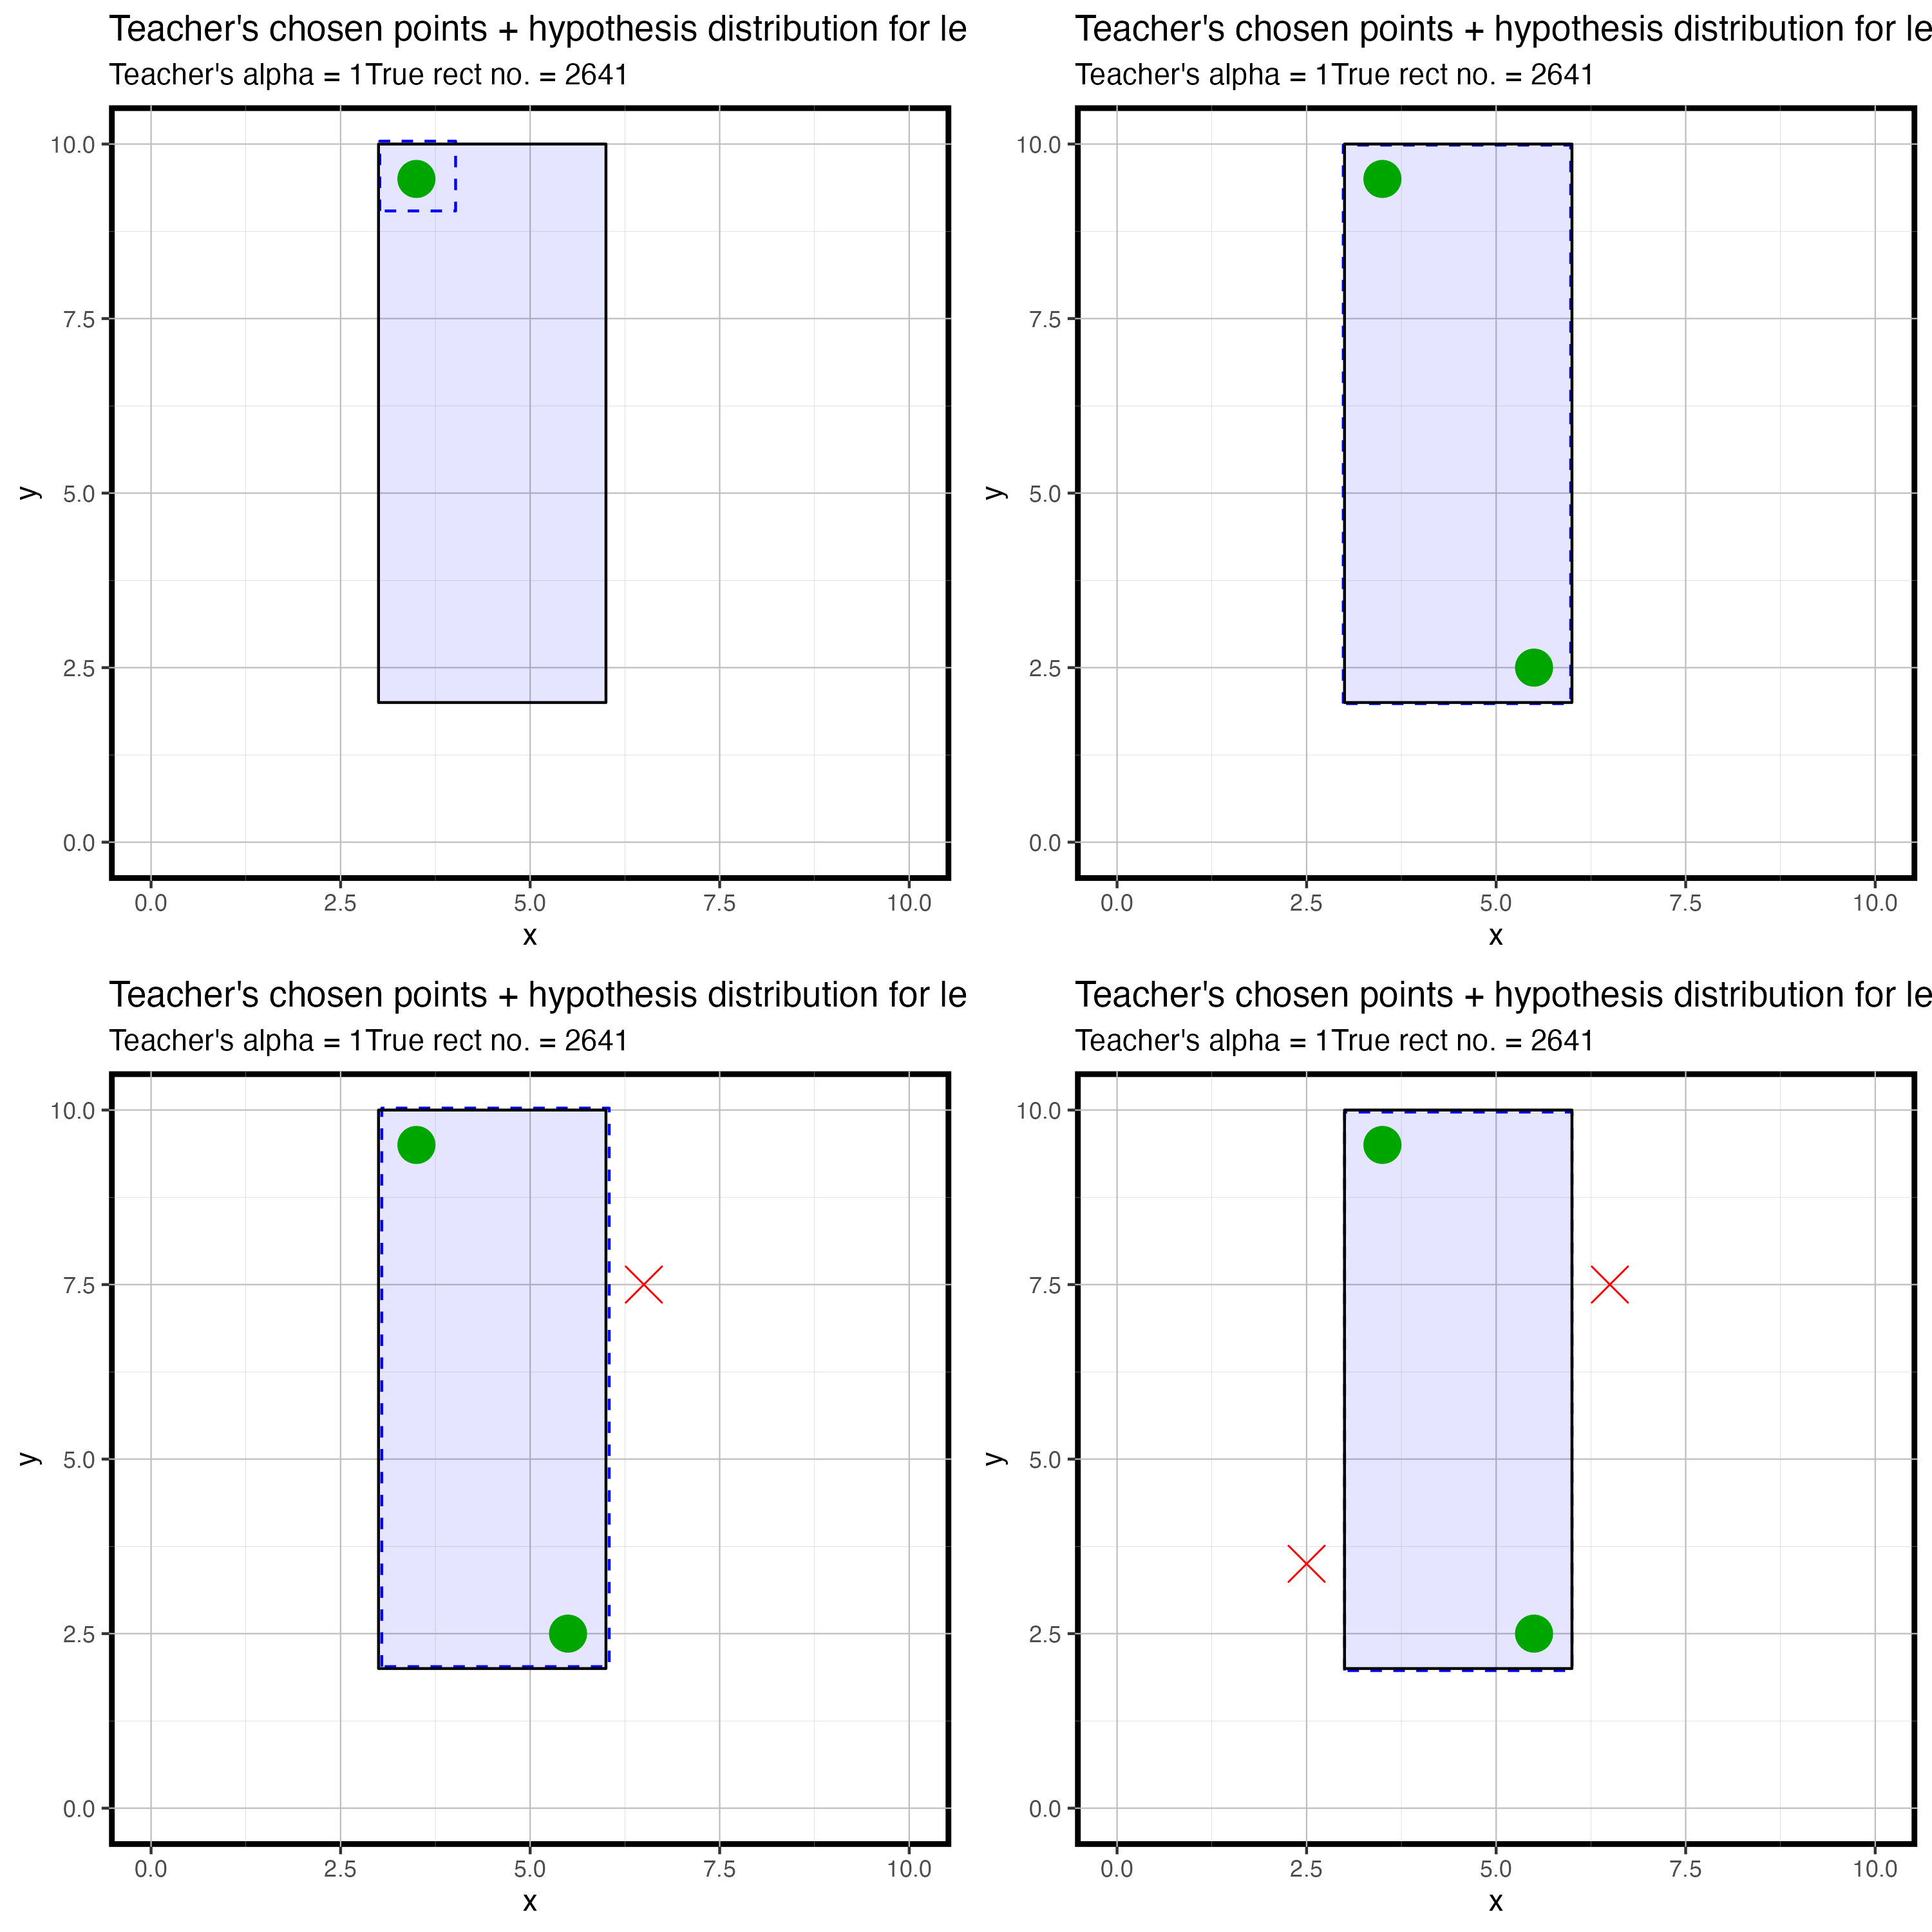 Teacher's chosen points + hypothesis distribution for le
Teacher's alpha = 1True rect no. = 2641
10.0
7.5
5.0
2.5
0.0
y
0.0 2.5 5.0 7.5 10.0
x
Teacher's chosen points + hypothesis distribution for le
Teacher's alpha = 1True rect no. = 2641
10.0
7.5
5.0
2.5
0.0
y
0.0 2.5 5.0 7.5 10.0
x
Teacher's chosen points + hypothesis distribution for le
Teacher's alpha = 1True rect no. = 2641
10.0
7.5
5.0
2.5
0.0
y
0.0 2.5 5.0 7.5 10.0
x
Teacher's chosen points + hypothesis distribution for le
Teacher's alpha = 1True rect no. = 2641
10.0
7.5
5.0
2.5
0.0
y
0.0 2.5 5.0 7.5 10.0
x